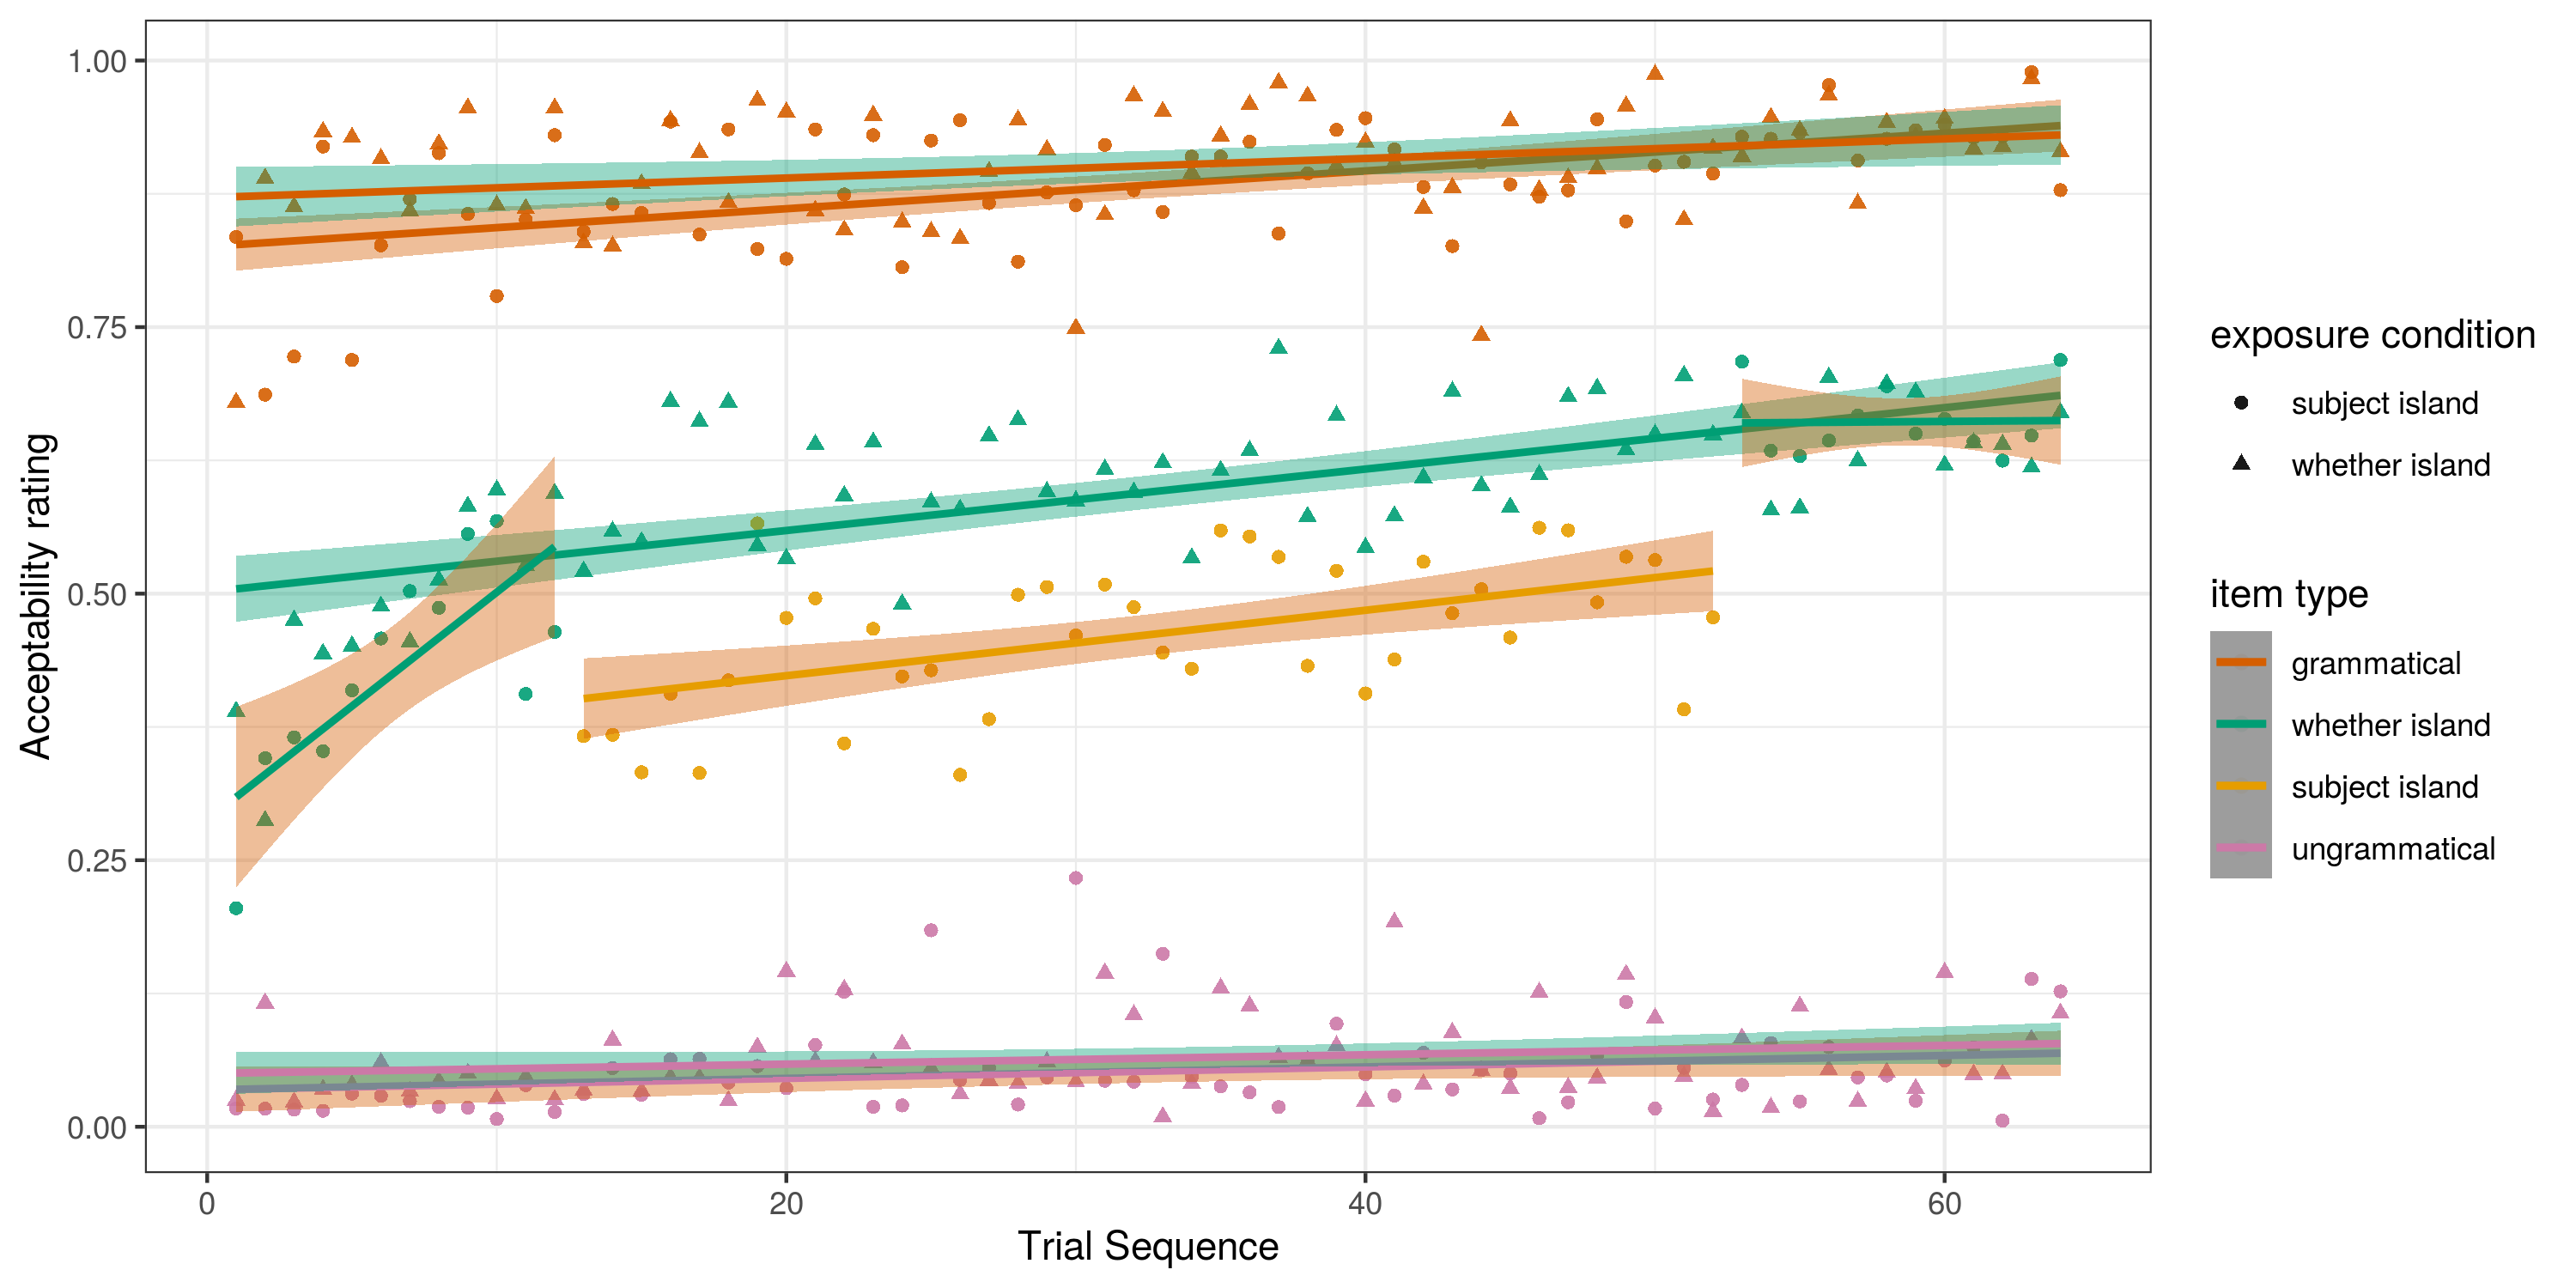 1.00
0.75
0.50
0.25
0.00
Acceptability rating
0
20
40
60
Trial Sequence
exposure condition
subject island
whether island
item type
grammatical
whether island
subject island
ungrammatical